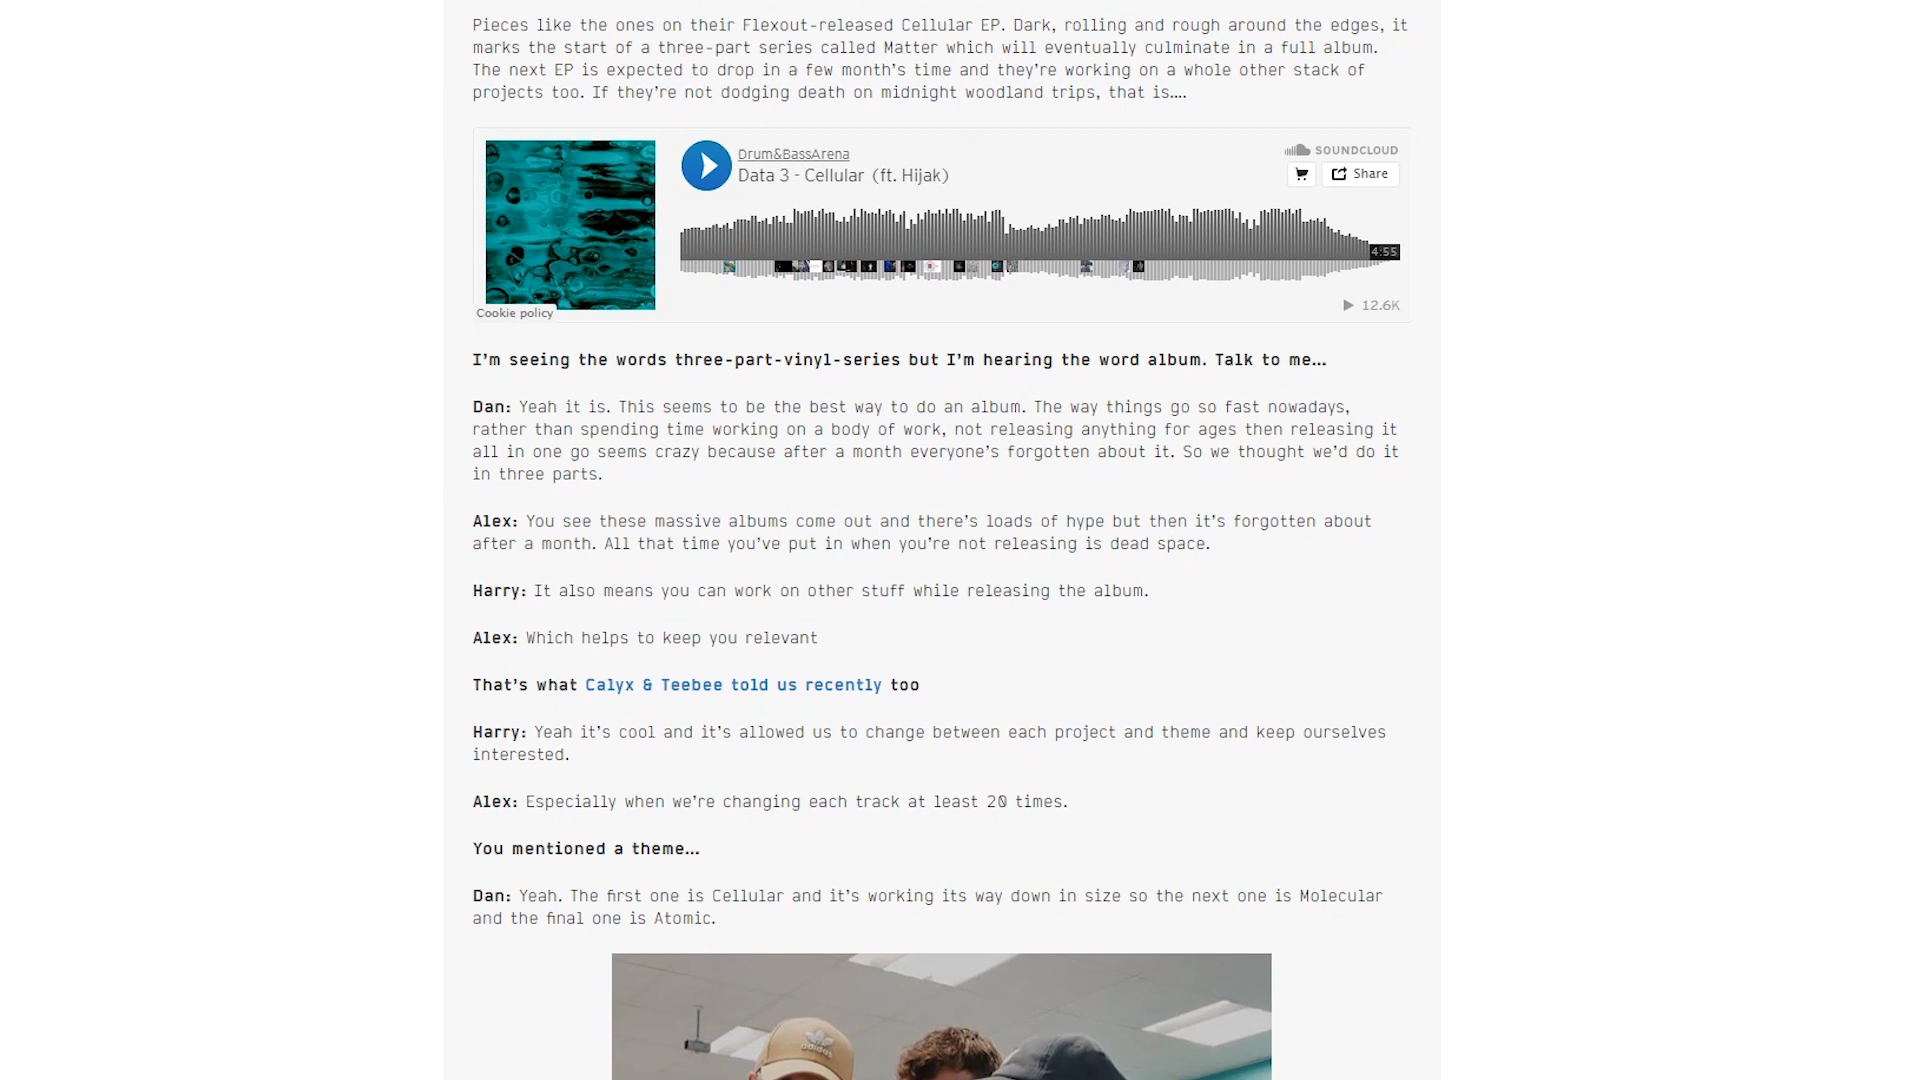 Pieces like the ones on their Flexout-released Cellular EP. Dark, rolling and rough around the edges, it
marks the start of a three-part series called Matter which will eventually culminate in a full album.
The next EP is expected to drop in a few month’s time and they’re working on a whole other stack of
projects too. If they’re not dodging death on midnight woodland trips, that is….
Drum&BassArena
Data 3 - Cellular (ft. Hijak)
SOUNDCLOUD
Share
4:55
Cookie policy
12.6K
I’m seeing the words three-part-vinyl-series but I’m hearing the word album. Talk to me…
Dan: Yeah it is. This seems to be the best way to do an album. The way things go so fast nowadays,
rather than spending time working on a body of work, not releasing anything for ages then releasing it
all in one go seems crazy because after a month everyone’s forgotten about it. So we thought we’d do it
in three parts.
Alex: You see these massive albums come out and there’s loads of hype but then it’s forgotten about
after a month. All that time you’ve put in when you’re not releasing is dead space.
Harry: It also means you can work on other stuff while releasing the album.
Alex: Which helps to keep you relevant
That’s what Calyx & Teebee told us recently too
Harry: Yeah it’s cool and it’s allowed us to change between each project and theme and keep ourselves
interested.
Alex: Especially when we’re changing each track at least 20 times.
You mentioned a theme…
Dan: Yeah. The first one is Cellular and it’s working its way down in size so the next one is Molecular
and the final one is Atomic.
adidas